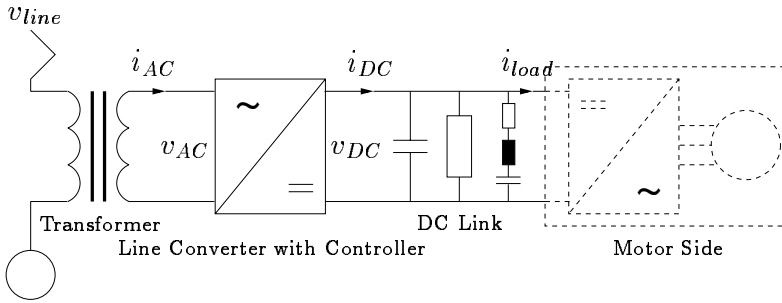 v_line
i_AC
i_DC
i_load
~
v_AC
v_DC
~
Transformer
DC Link
Line Converter with Controller
Motor Side